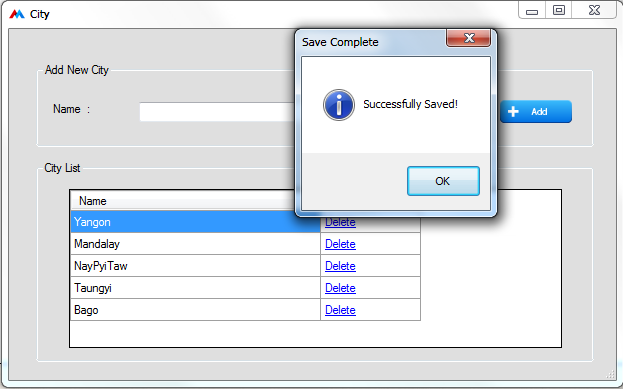 City
Save Complete
Add New City
Name :
Successfully Saved!
Add
OK
City List
Name
Yangon Delete
Mandalay Delete
NayPyiTaw Delete
Taungyi Delete
Bago Delete